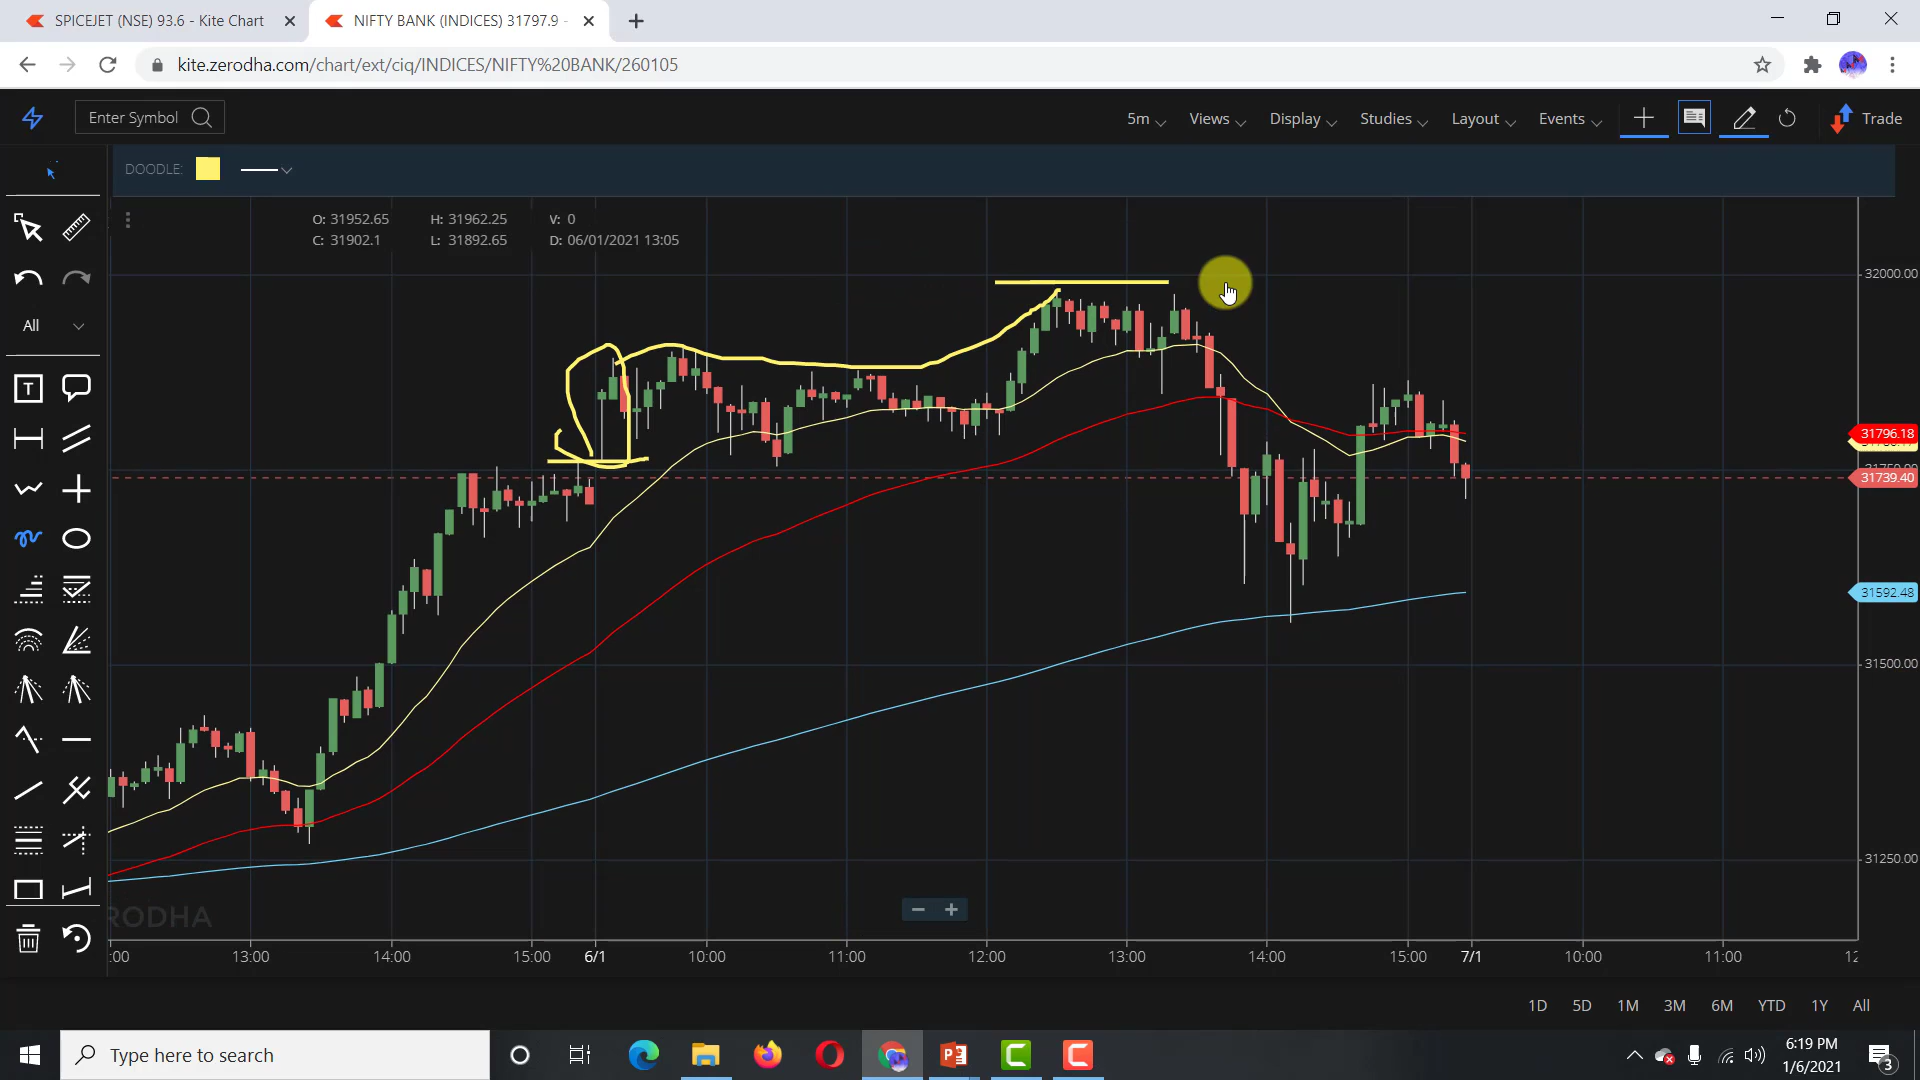 SPICEJET (NSE) 93.6 - Kite Chart
NIFTY BANK (INDICES) 31797.9 -
kite.zerodha.com/chart/ext/ciq/INDICES/NIFTY%20BANK/260105
Enter Symbol
5m
Views
Display
Studies
Layout
Events
Trade
DOODLE:
O: 31952.65
H: 31962.25
V: 0
C: 31902.1
L: 31892.65
D: 06/01/2021 13:05
All
T
32000.00
31796.18
31739.40
31592.48
31500.00
31250.00
RODHA
:00
13:00
14:00
15:00
6/1
10:00
11:00
12:00
13:00
14:00
15:00
7/1
10:00
11:00
1D
5D
1M
3M
6M
YTD
1Y
All
Type here to search
6:19 PM
1/6/2021
3